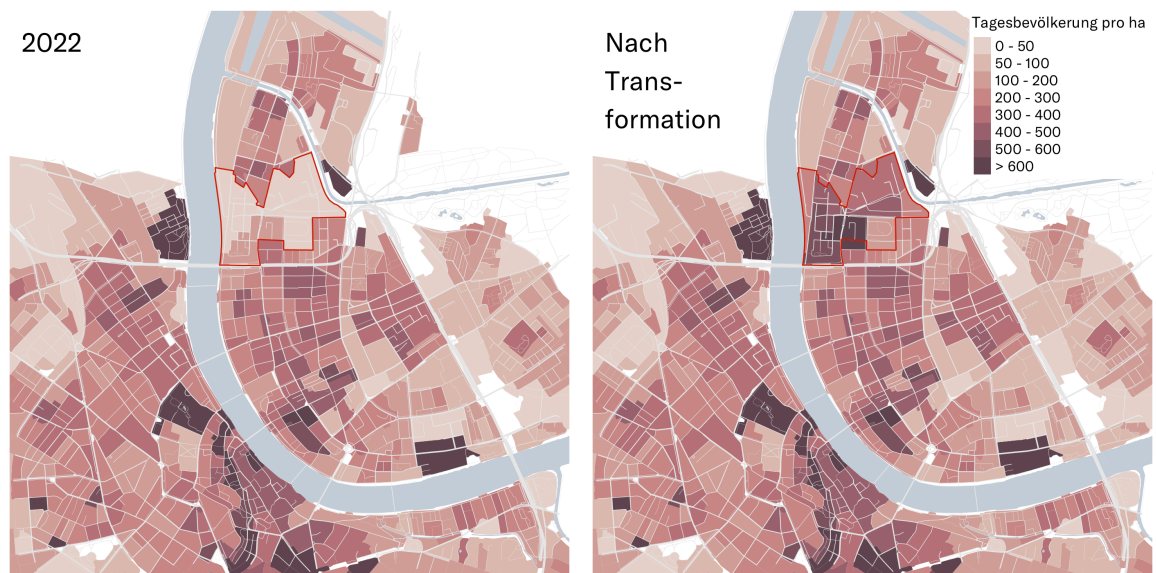 2022
Nach
Trans-
formation
Tagesbevölkerung pro ha
0 - 50
50 - 100
100 - 200
200 - 300
300 - 400
400 - 500
500 - 600
> 600